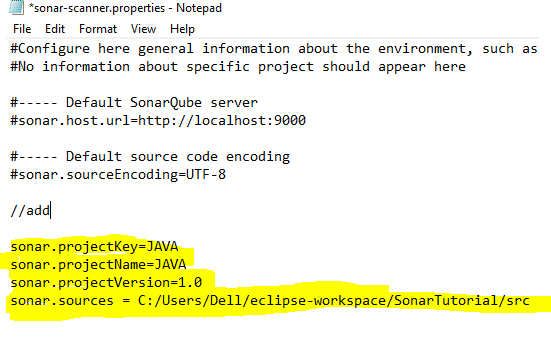 *sonar-scanner.properties - Notepad
File Edit Format View Help
#Configure here general information about the environment, such as
#No information about specific project should appear here
#----- Default SonarQube server
#sonar.host.url=http://localhost:9000
#----- Default source code encoding
#sonar.sourceEncoding=UTF-8
//add
sonar.projectKey=JAVA
sonar.projectName=JAVA
sonar.projectVersion=1.0
sonar.sources = C:/Users/Dell/eclipse-workspace/SonarTutorial/src